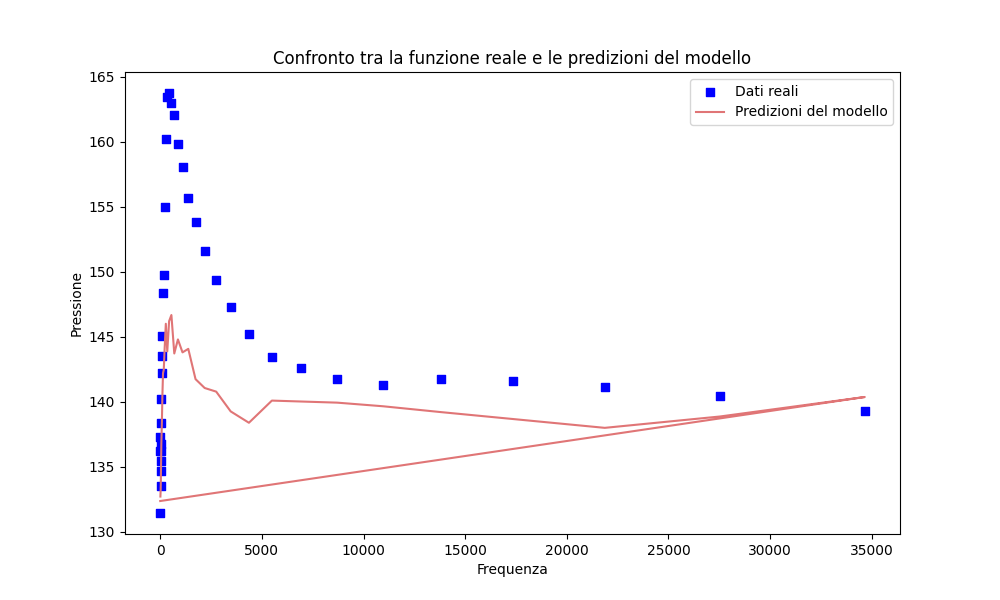 Confronto tra la funzione reale e le predizioni del modello
Dati reali
Predizioni del modello
165
160
155
150
145
140
135
130
Pressione
0 5000 10000 15000 20000 25000 30000 35000
Frequenza